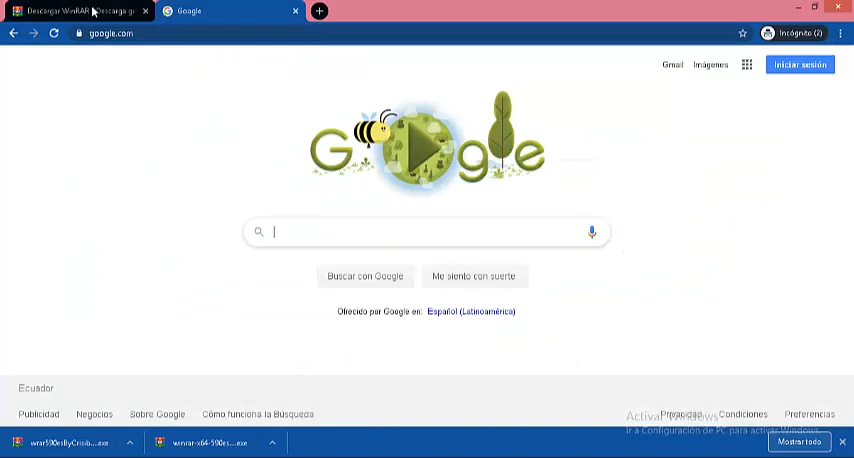 Descargar WinRAR - Descarga gr
Google
google.com
Incógnito (2)
Gmail Imágenes
Iniciar sesión
Google
Buscar con Google
Me siento con suerte
Ofrecido por Google en: Español (Latinoamérica)
Ecuador
Publicidad Negocios Sobre Google Cómo funciona la Búsqueda
Privacidad Condiciones Preferencias
Activar Windows
Ir a Configuración de PC para activar Windows.
winrar-x64-590es....exe
Mostrar todo